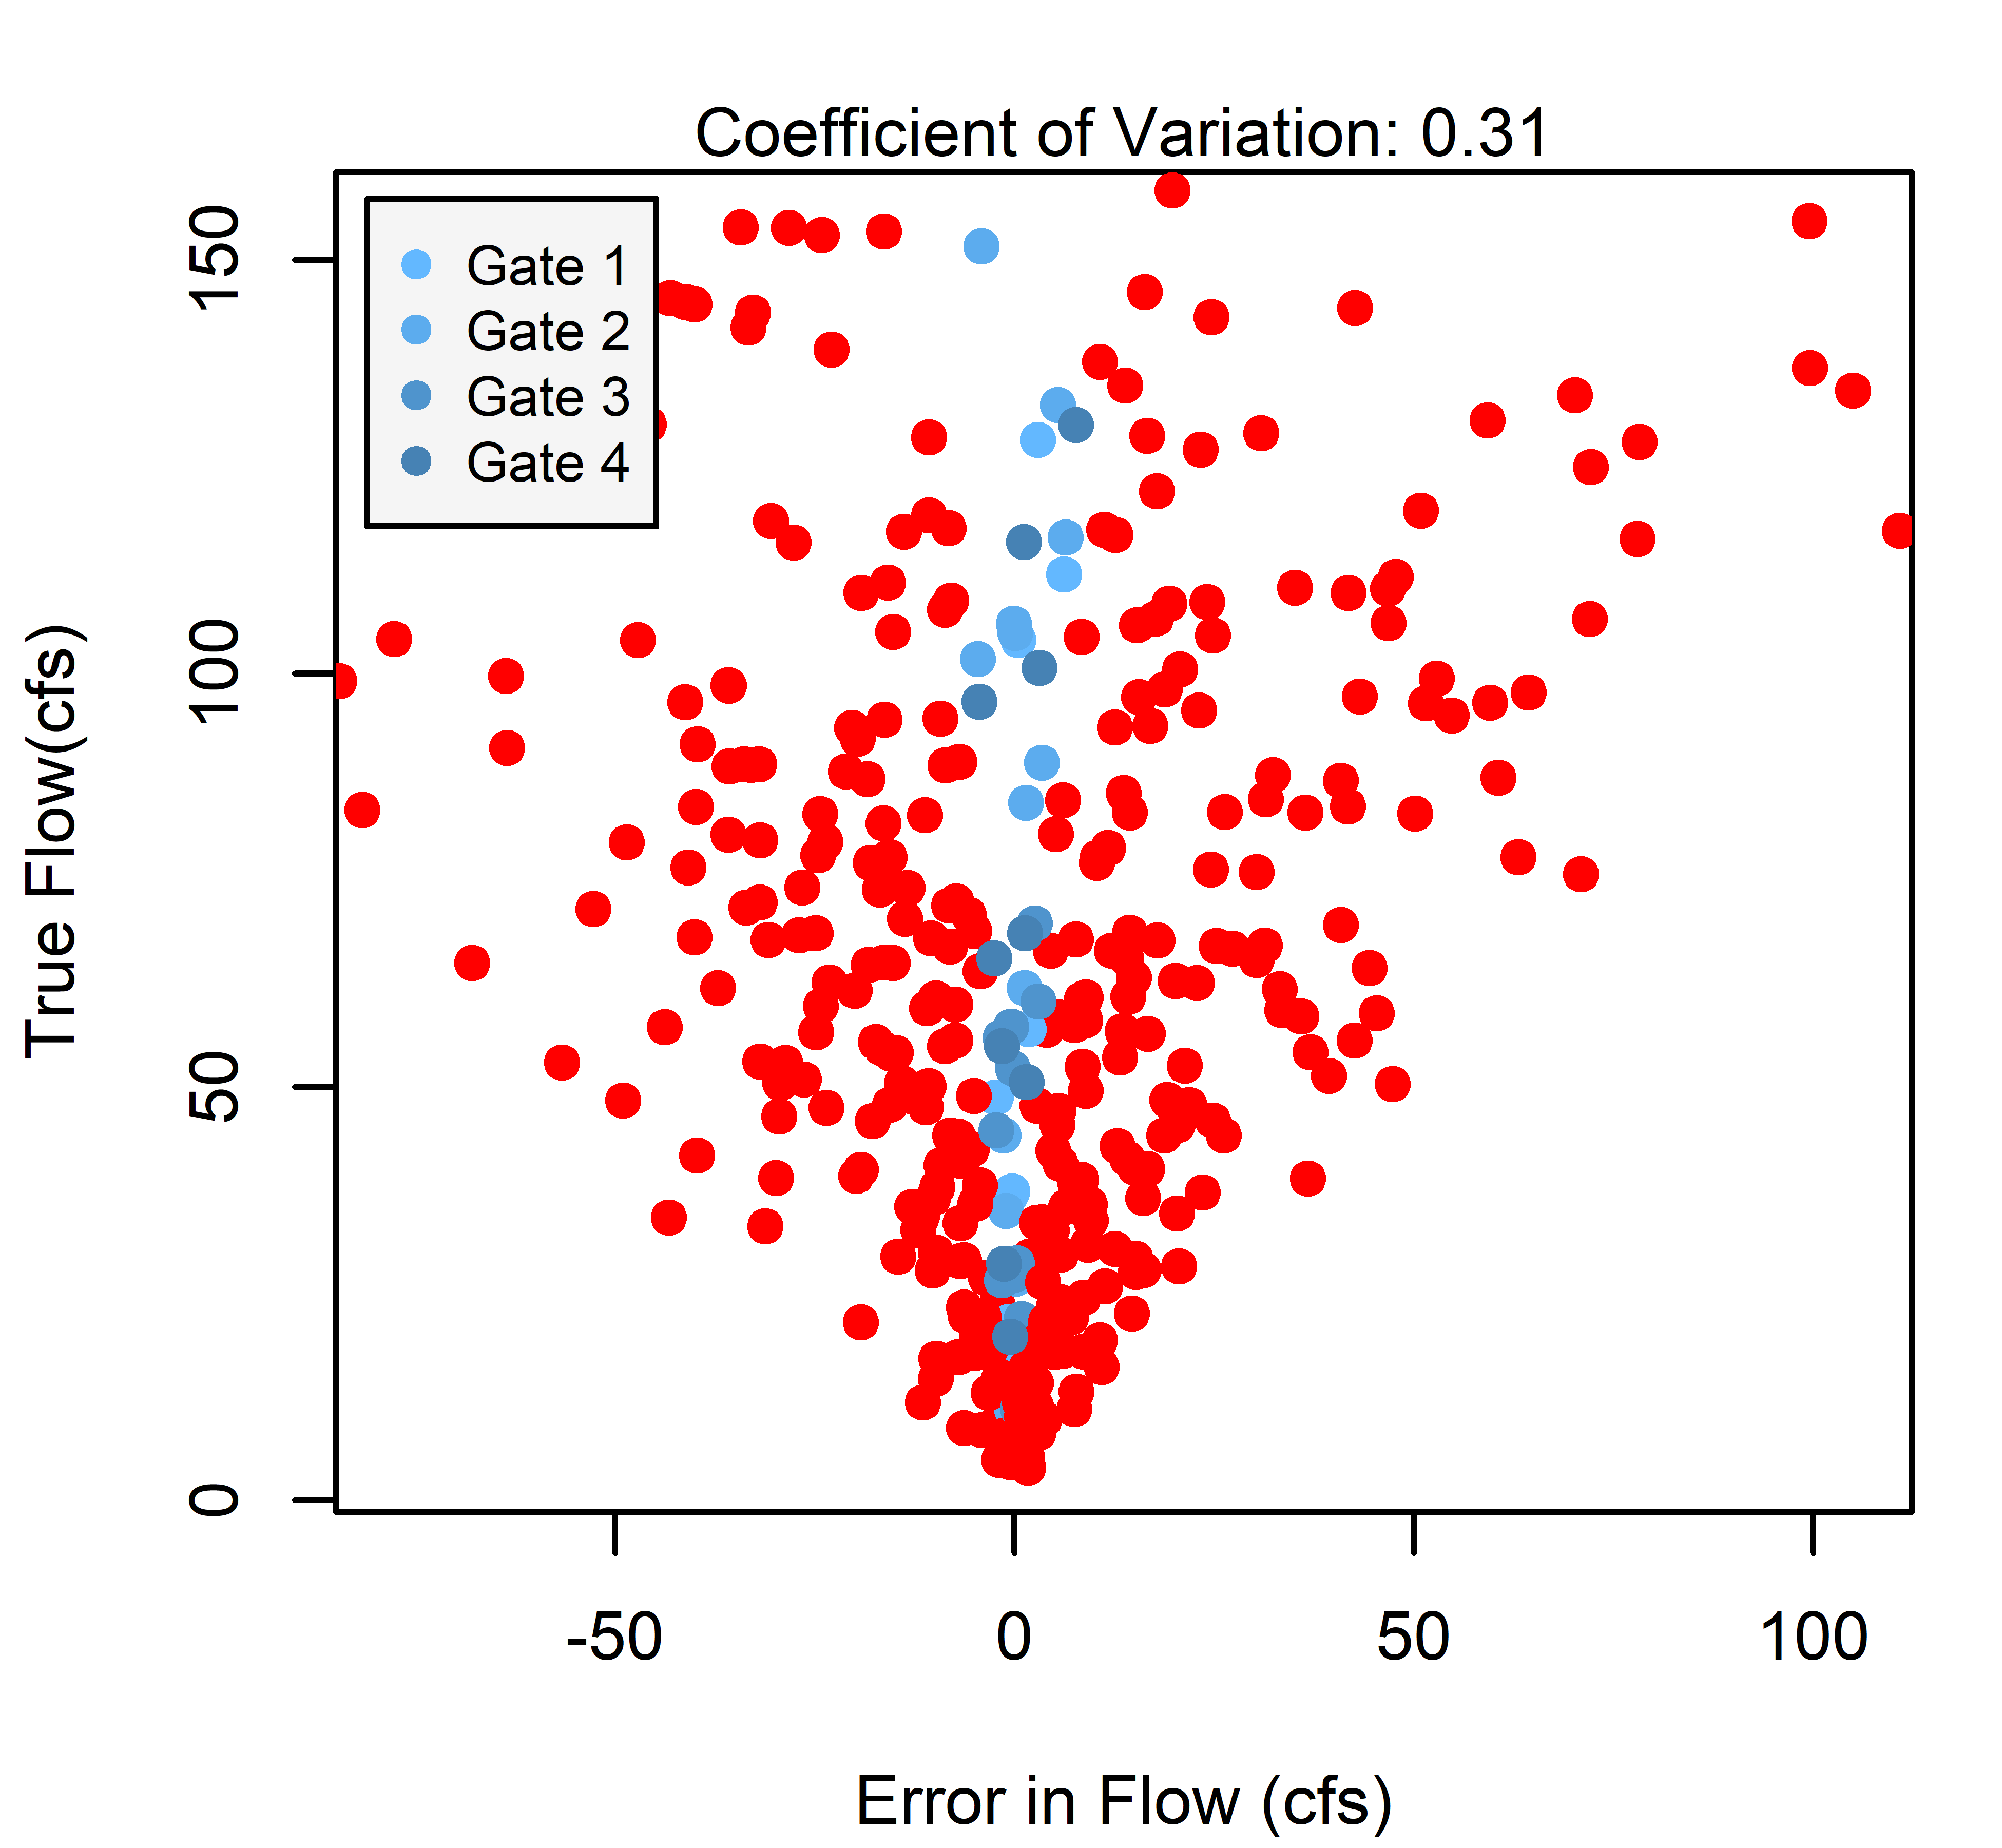 Coefficient of Variation: 0.31
Gate 1
Gate 2
Gate 3
Gate 4
True Flow(cfs)
150
100
50
0
-50 0 50 100
Error in Flow (cfs)